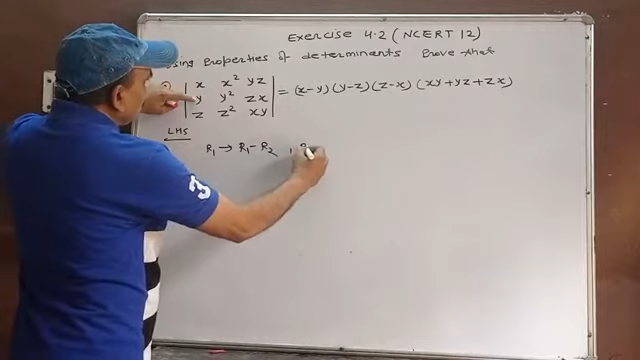 Exercise 4.2 (NCERT 12)
using properties of determinants Prove that
| x x² yz |
| y y² zx | = (x-y)(y-z)(z-x)(xy+yz+zx)
| z z² xy |
LHS
R₁ → R₁ - R₂ ,
3